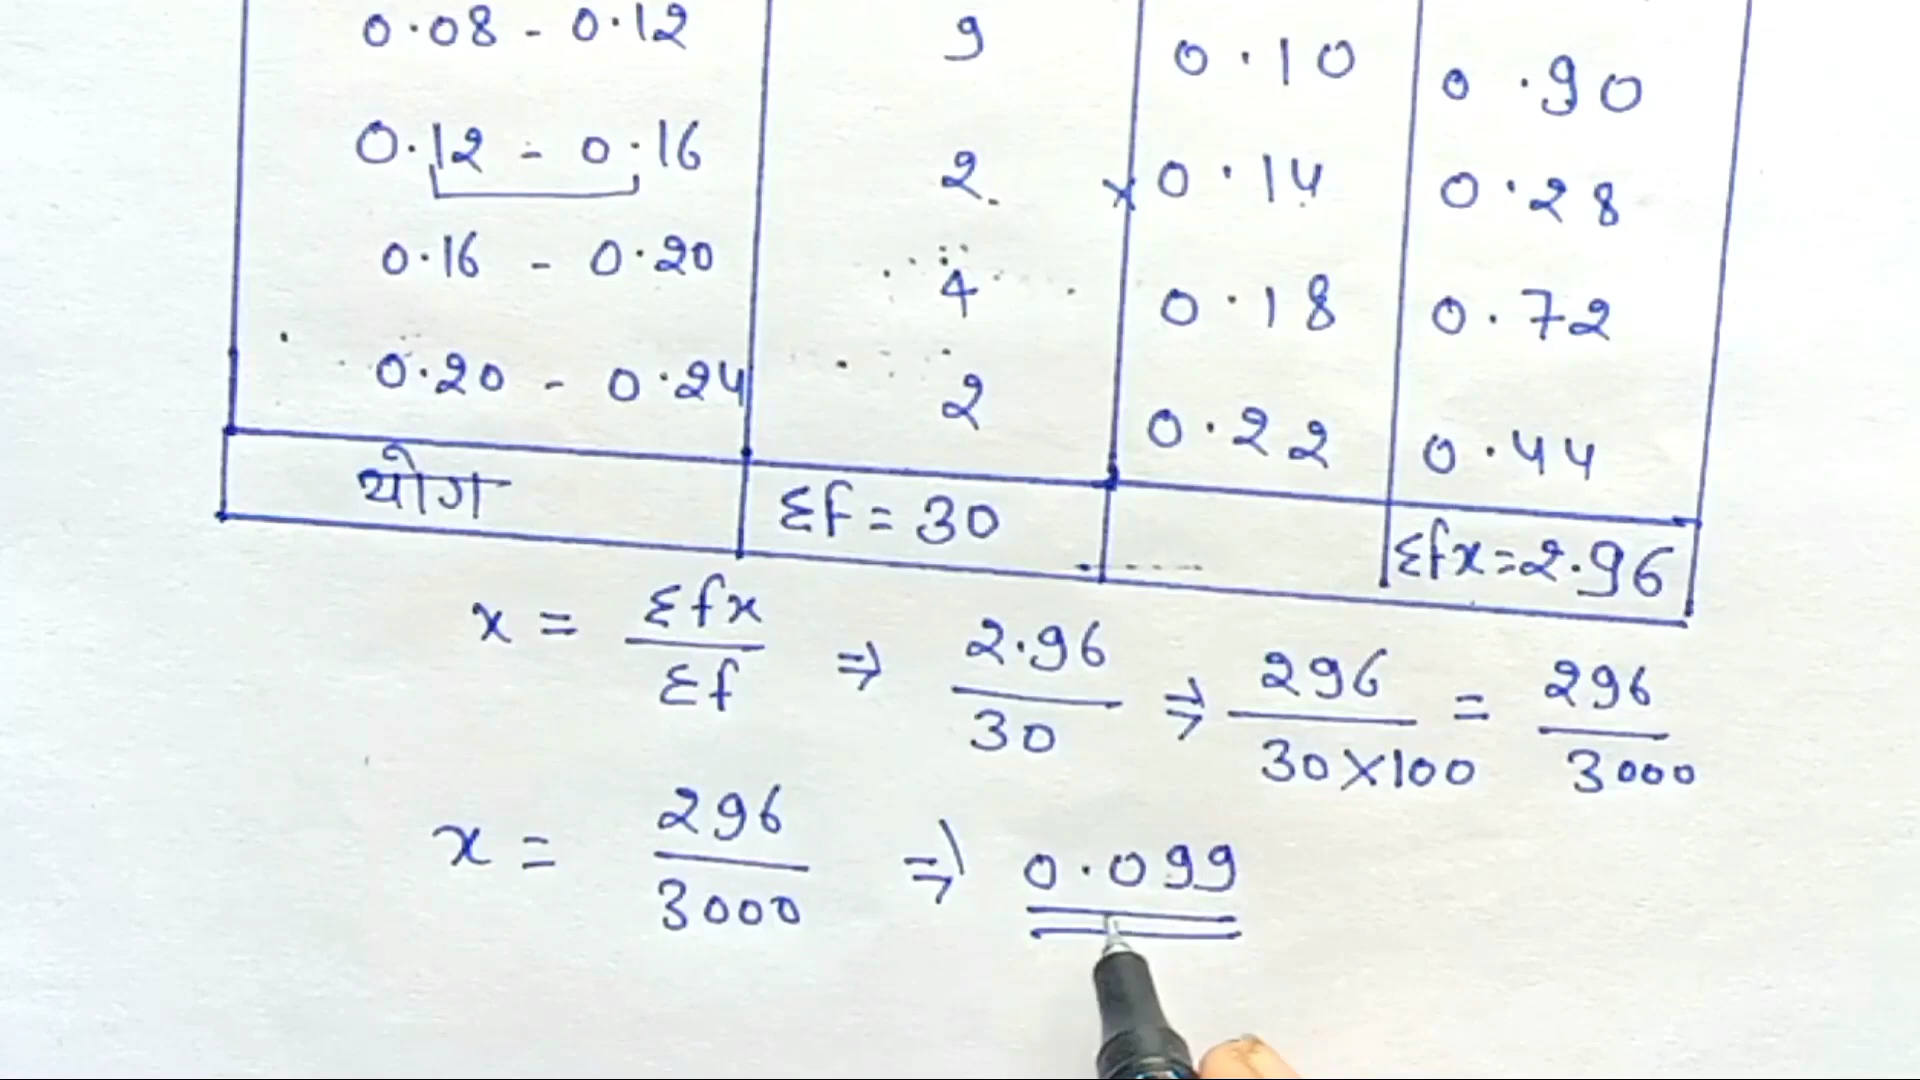 0.08 - 0.12 9 0.10 0.90
0.12 - 0.16 2 × 0.14 0.28
0.16 - 0.20 4 0.18 0.72
0.20 - 0.24 2 0.22 0.44
योग Σf = 30 Σfx = 2.96
x = Σfx/Σf ⇒ 2.96/30 ⇒ 296/30×100 = 296/3000
x = 296/3000 ⇒ 0.099